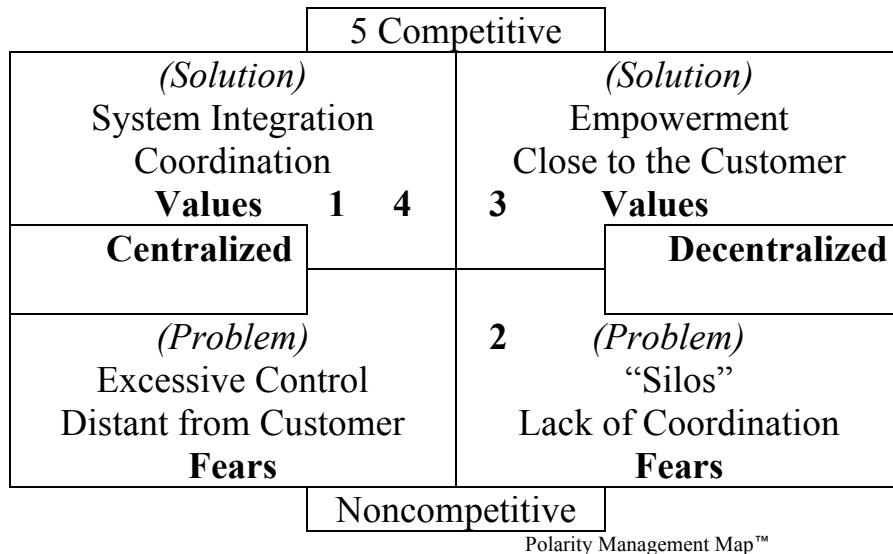 5 Competitive
(Solution)
System Integration
Coordination
Values 1 4
(Solution)
Empowerment
Close to the Customer
3 Values
Centralized
Decentralized
(Problem)
Excessive Control
Distant from Customer
Fears
2 (Problem)
“Silos”
Lack of Coordination
Fears
Noncompetitive
Polarity Management Map™